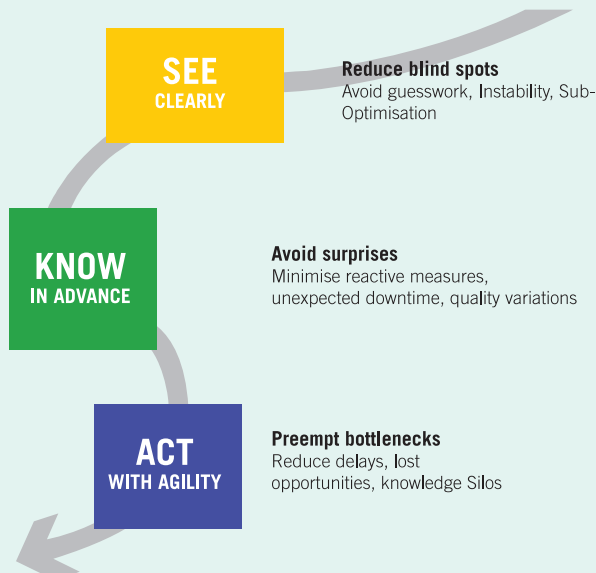 SEE
CLEARLY
Reduce blind spots
Avoid guesswork, Instability, Sub-
Optimisation
KNOW
IN ADVANCE
Avoid surprises
Minimise reactive measures,
unexpected downtime, quality variations
ACT
WITH AGILITY
Preempt bottlenecks
Reduce delays, lost
opportunities, knowledge Silos